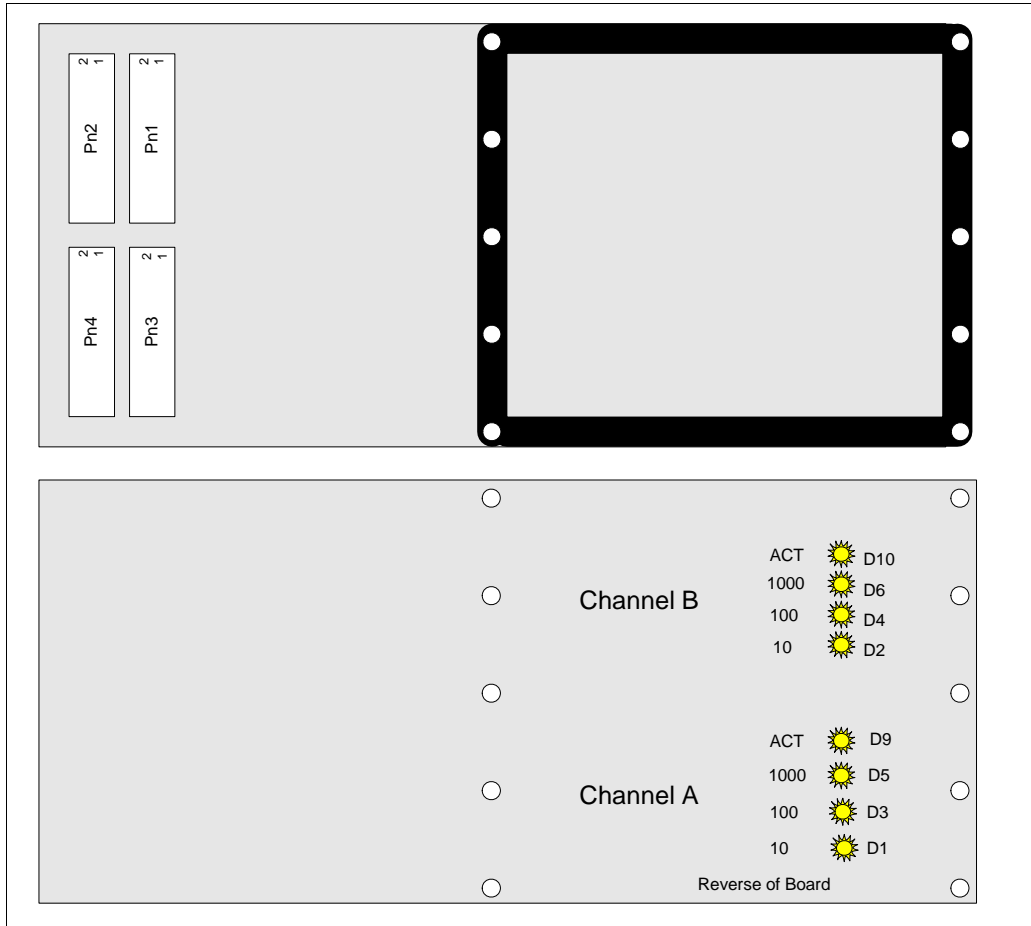 2 1
2 1
Pn2
Pn1
2 1
2 1
Pn4
Pn3
ACT D10
1000 D6
Channel B
100 D4
10 D2
ACT D9
1000 D5
Channel A
100 D3
10 D1
Reverse of Board